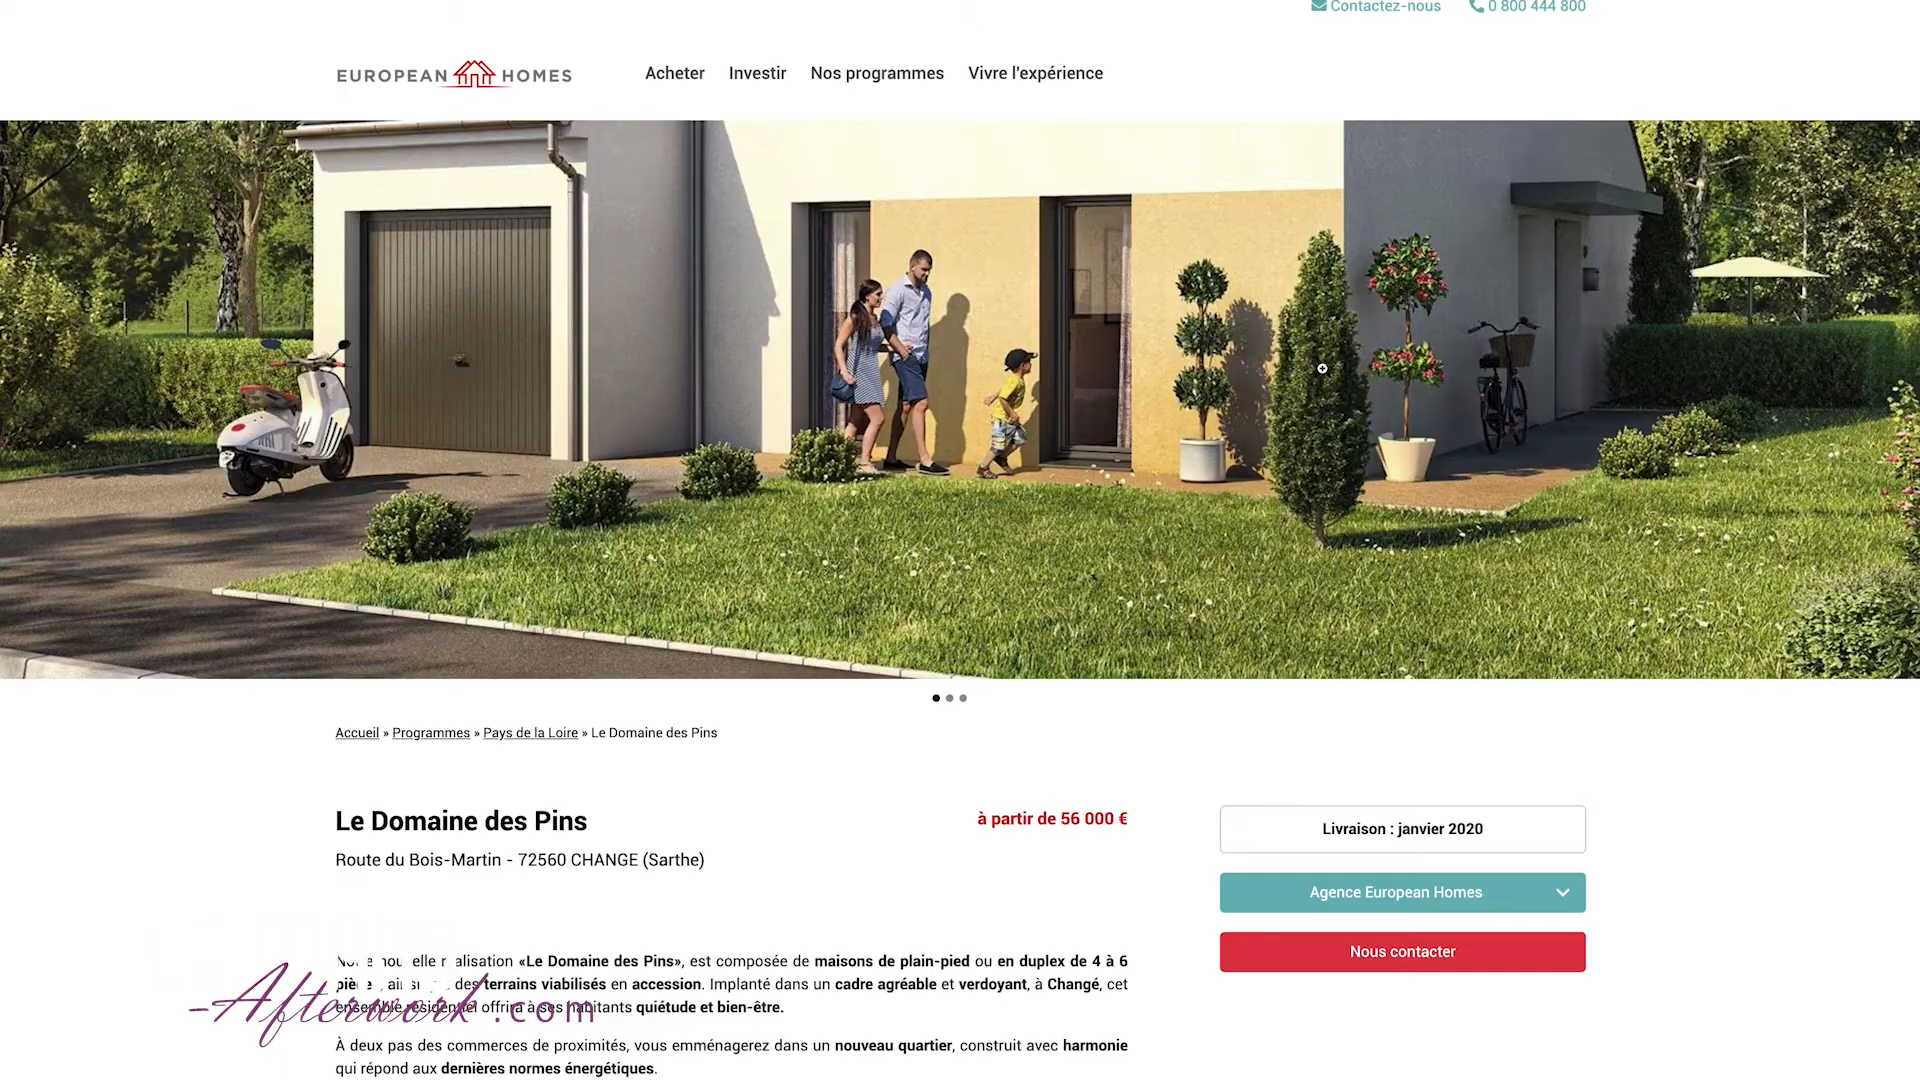 Contactez-nous 0 800 444 800
EUROPEAN HOMES Acheter Investir Nos programmes Vivre l'expérience
Accueil » Programmes » Pays de la Loire » Le Domaine des Pins
Le Domaine des Pins
à partir de 56 000 €
Route du Bois-Martin - 72560 CHANGE (Sarthe)
Livraison : janvier 2020
Agence European Homes
Nous contacter
«Le Domaine des Pins», est composée de maisons de plain-pied ou en duplex de 4 à 6
des terrains viabilisés en accession. Implanté dans un cadre agréable et verdoyant, à Changé, cet
ensemble résidentiel offrira à ses habitants quiétude et bien-être.
À deux pas des commerces de proximités, vous emménagerez dans un nouveau quartier, construit avec harmonie
qui répond aux dernières normes énergétiques.
-Afterwork.com